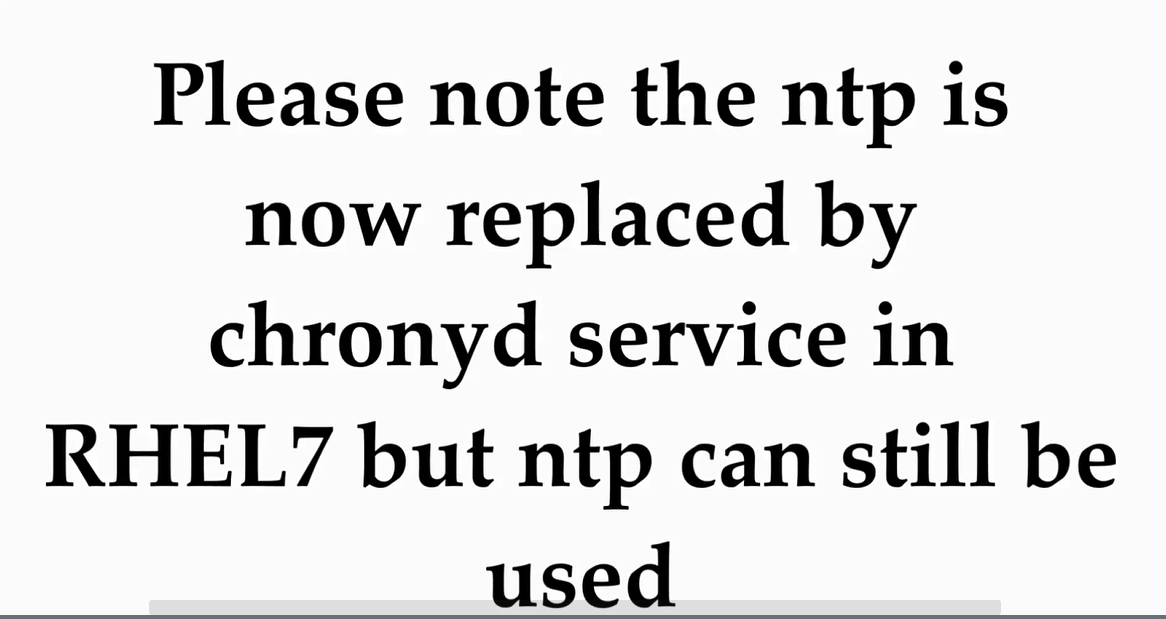 Please note the ntp is
now replaced by
chronyd service in
RHEL7 but ntp can still be
used